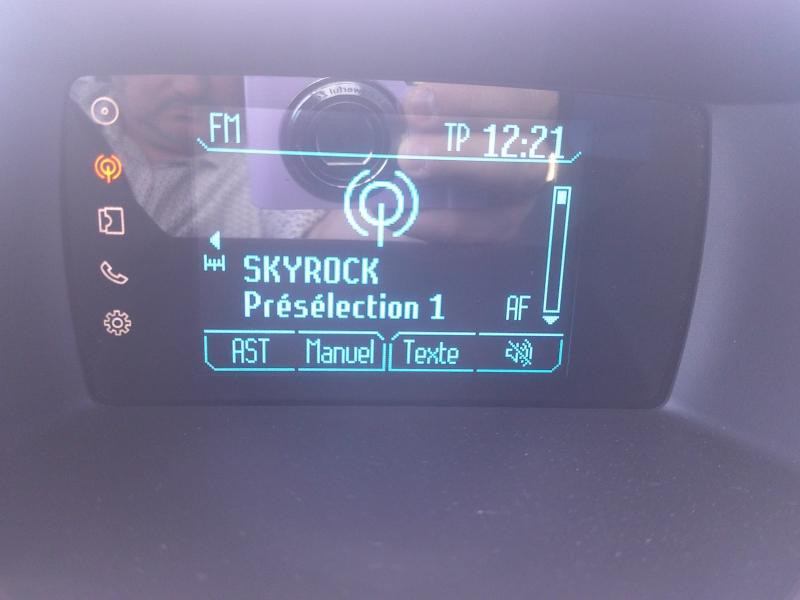 FM TP 12:21
SKYROCK
Présélection 1 AF
AST Manuel Texte